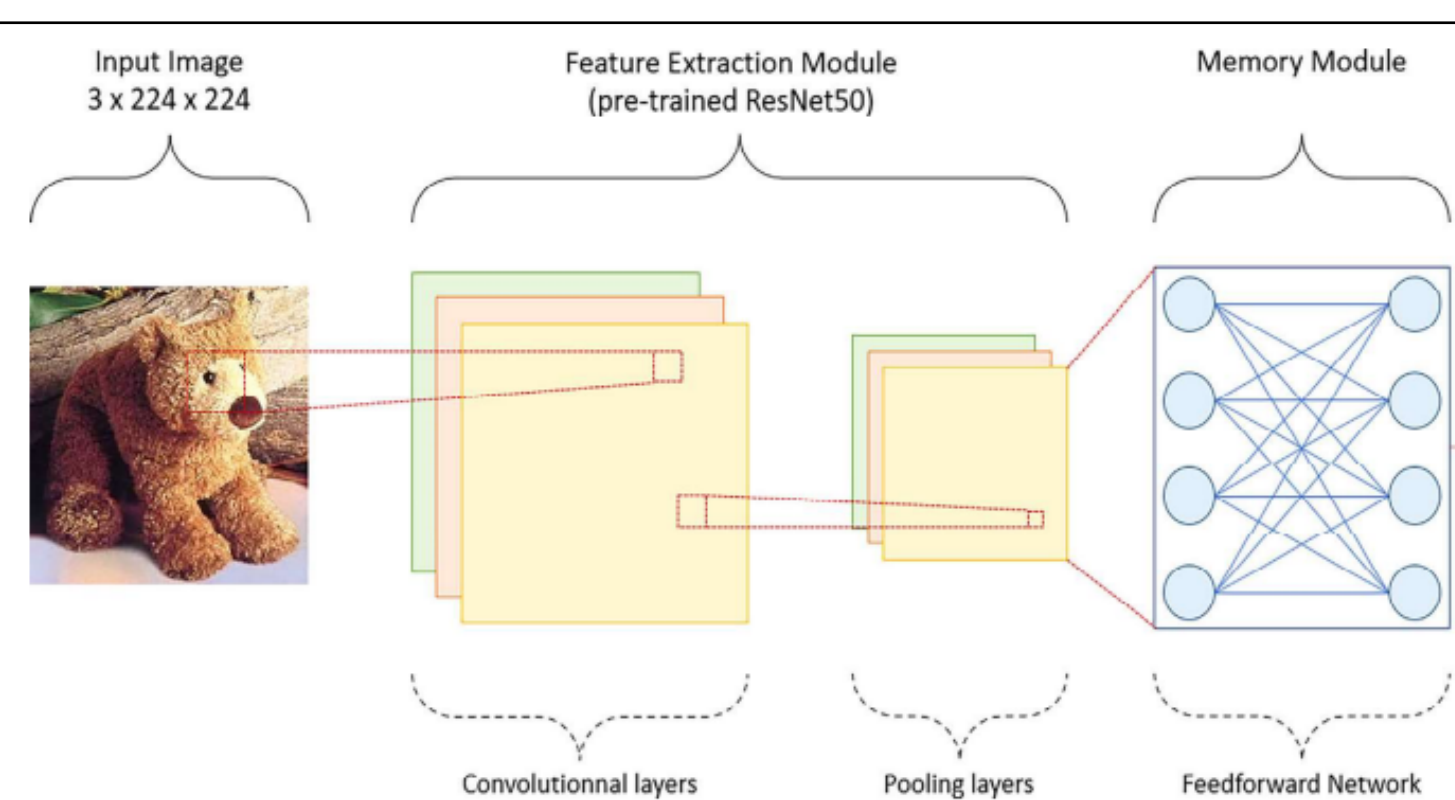 Input Image
3 x 224 x 224
Feature Extraction Module
(pre-trained ResNet50)
Memory Module
Convolutionnal layers
Pooling layers
Feedforward Network